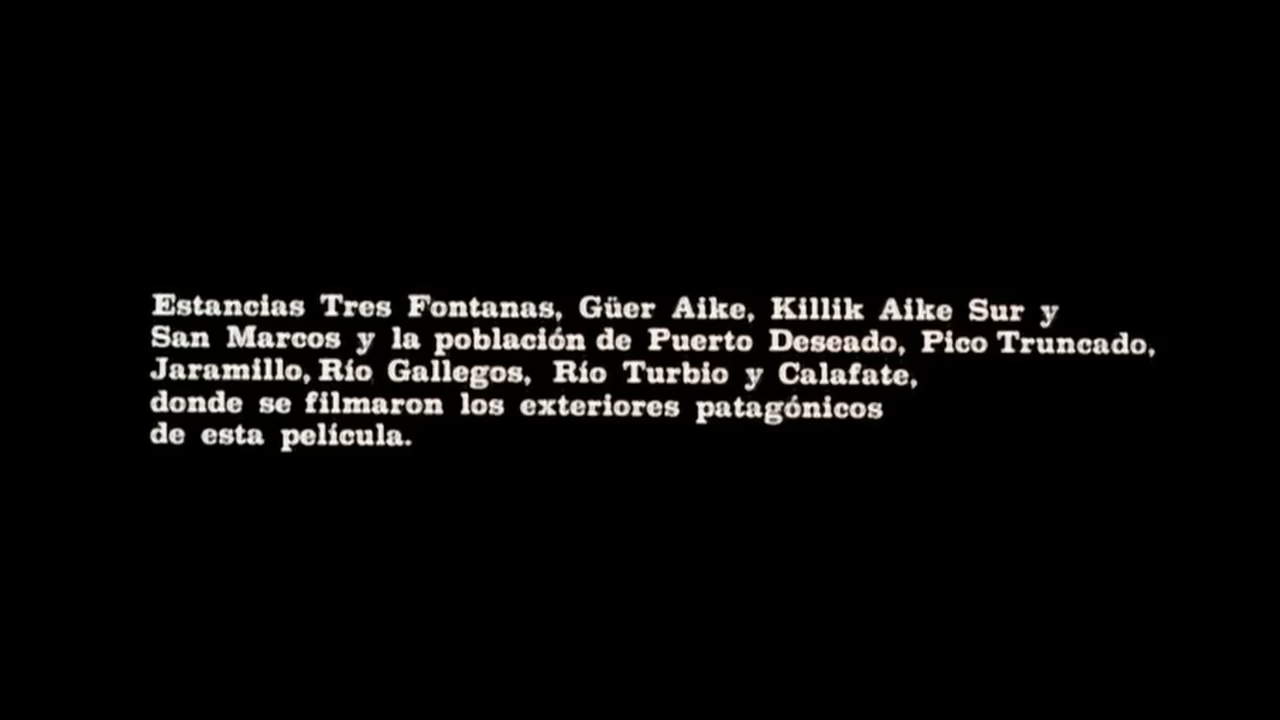 Estancias Tres Fontanas, Güer Aike, Killik Aike Sur y
San Marcos y la población de Puerto Deseado, Pico Truncado,
Jaramillo, Río Gallegos, Río Turbio y Calafate,
donde se filmaron los exteriores patagónicos
de esta película.